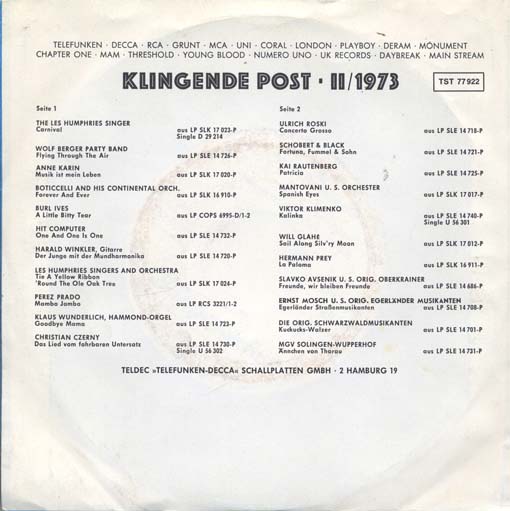 TELEFUNKEN · DECCA · RCA · GRUNT · MCA · UNI · CORAL · LONDON · PLAYBOY · DERAM · MONUMENT
CHAPTER ONE · MAM · THRESHOLD · YOUNG BLOOD · NUMERO UNO · UK RECORDS · DAYBREAK · MAIN STREAM
KLINGENDE POST · II/1973
TST 77922
Seite 1
THE LES HUMPHRIES SINGER
Carnival aus LP SLK 17 023-P
Single D 29 214
WOLF BERGER PARTY BAND
Flying Through The Air aus LP SLE 14 726-P
ANNE KARIN
Musik ist mein Leben aus LP SLK 17 020-P
BOTICCELLI AND HIS CONTINENTAL ORCH.
Forever And Ever aus LP SLK 16 910-P
BURL IVES
A Little Bitty Tear aus LP COPS 6995-D/1-2
HIT COMPUTER
One And One Is One aus LP SLE 14 732-P
HARALD WINKLER, Gitarre
Der Junge mit der Mundharmonika aus LP SLE 14 720-P
LES HUMPHRIES SINGERS AND ORCHESTRA
Tie A Yellow Ribbon
'Round The Ole Oak Tree aus LP SLK 17 024-P
PEREZ PRADO
Mambo Jambo aus LP RCS 3221/1-2
KLAUS WUNDERLICH, HAMMOND-ORGEL
Goodbye Mama aus LP SLE 14 723-P
CHRISTIAN CZERNY
Das Lied vom fahrbaren Untersatz aus LP SLE 14 730-P
Single U 56 302
Seite 2
ULRICH ROSKI
Concerto Grosso aus LP SLE 14 718-P
SCHOBERT & BLACK
Fortuna, Fummel & Sohn aus LP SLE 14 721-P
KAI RAUTENBERG
Patricia aus LP SLE 14 725-P
MANTOVANI U. S. ORCHESTER
Spanish Eyes aus LP SLK 17 017-P
VIKTOR KLIMENKO
Kalinka aus LP SLE 14 740-P
Single U 56 301
WILL GLAHÉ
Sail Along Silv'ry Moon aus LP SLK 17 012-P
HERMANN PREY
La Paloma aus LP SLK 16 911-P
SLAVKO AVSENIK U. S. ORIG. OBERKRAINER
Freunde, wir bleiben Freunde aus LP SLE 14 686-P
ERNST MOSCH U. S. ORIG. EGERLÄNDER MUSIKANTEN
Egerländer Straßenmusikanten aus LP SLE 14 708-P
DIE ORIG. SCHWARZWALDMUSIKANTEN
Kuckucks-Walzer aus LP SLE 14 701-P
MGV SOLINGEN-WUPPERHOF
Ännchen von Tharau aus LP SLE 14 731-P
TELDEC »TELEFUNKEN-DECCA« SCHALLPLATTEN GMBH · 2 HAMBURG 19